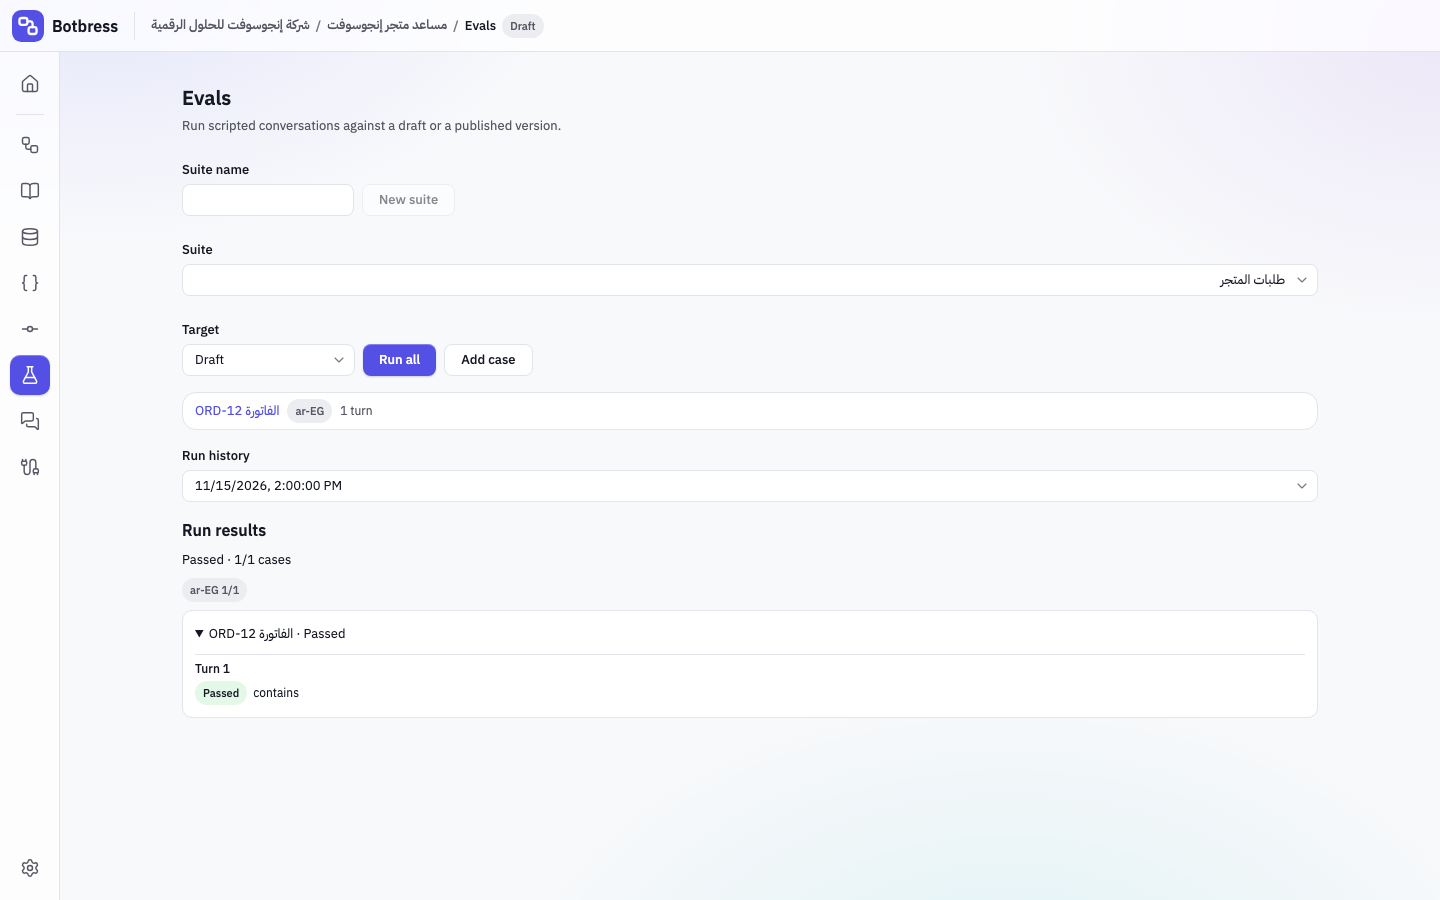 Botbress
شركة إنجوسوفت للحلول الرقمية / مساعد متجر إنجوسوفت / Evals Draft
Evals
Run scripted conversations against a draft or a published version.
Suite name
New suite
Suite
طلبات المتجر
Target
Draft Run all Add case
ORD-12 الفاتورة ar-EG 1 turn
Run history
11/15/2026, 2:00:00 PM
Run results
Passed · 1/1 cases
ar-EG 1/1
ORD-12 الفاتورة · Passed
Turn 1
Passed contains